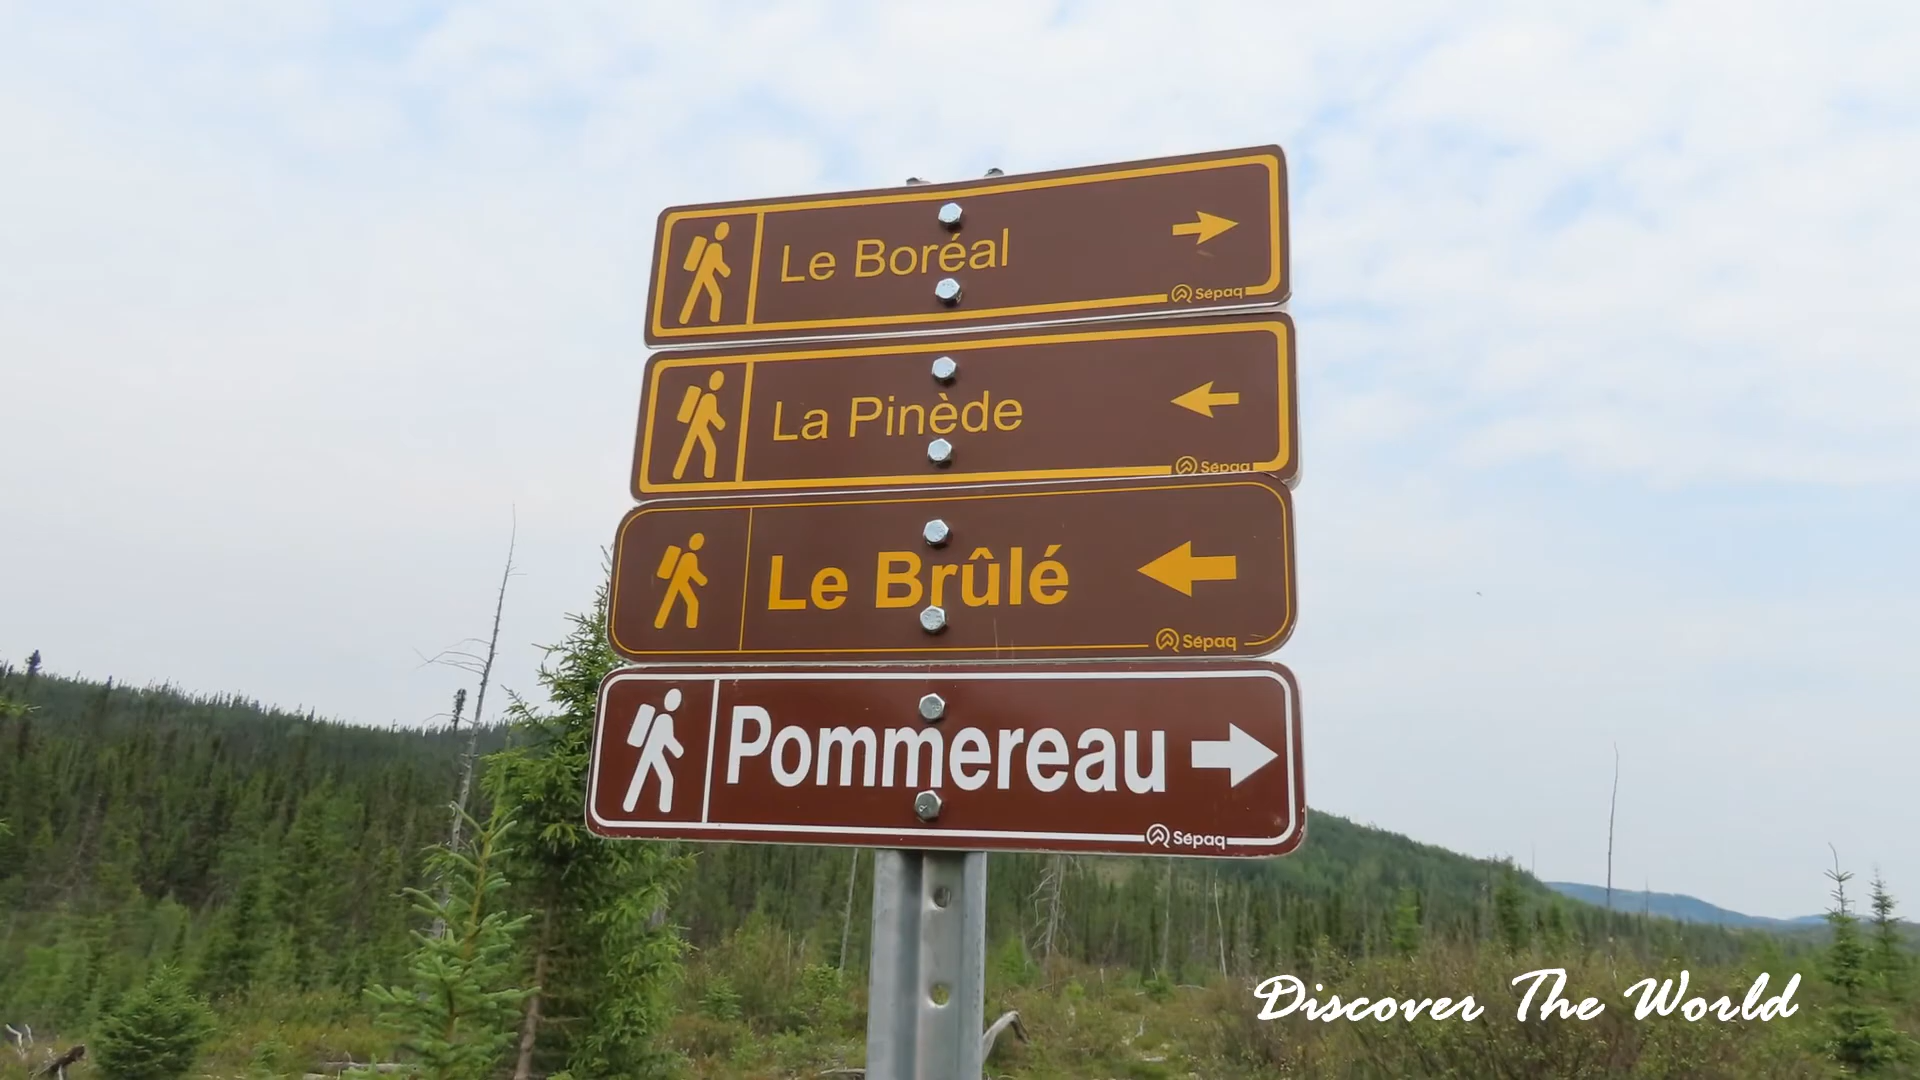 Le Boréal
Sépaq
La Pinède
Sépaq
Le Brûlé
Sépaq
Pommereau
Sépaq
Discover The World